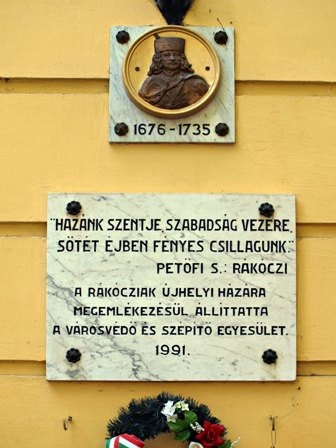 1676-1735
"HAZÁNK SZENTJE, SZABADSÁG VEZÉRE,
SÖTÉT ÉJBEN FÉNYES CSILLAGUNK."
PETŐFI S.: RÁKÓCZI
A RÁKÓCZIAK ÚJHELYI HÁZÁRA
MEGEMLÉKEZÉSÜL ÁLLÍTTATTA
A VÁROSVÉDŐ ÉS SZÉPÍTŐ EGYESÜLET.
1991.